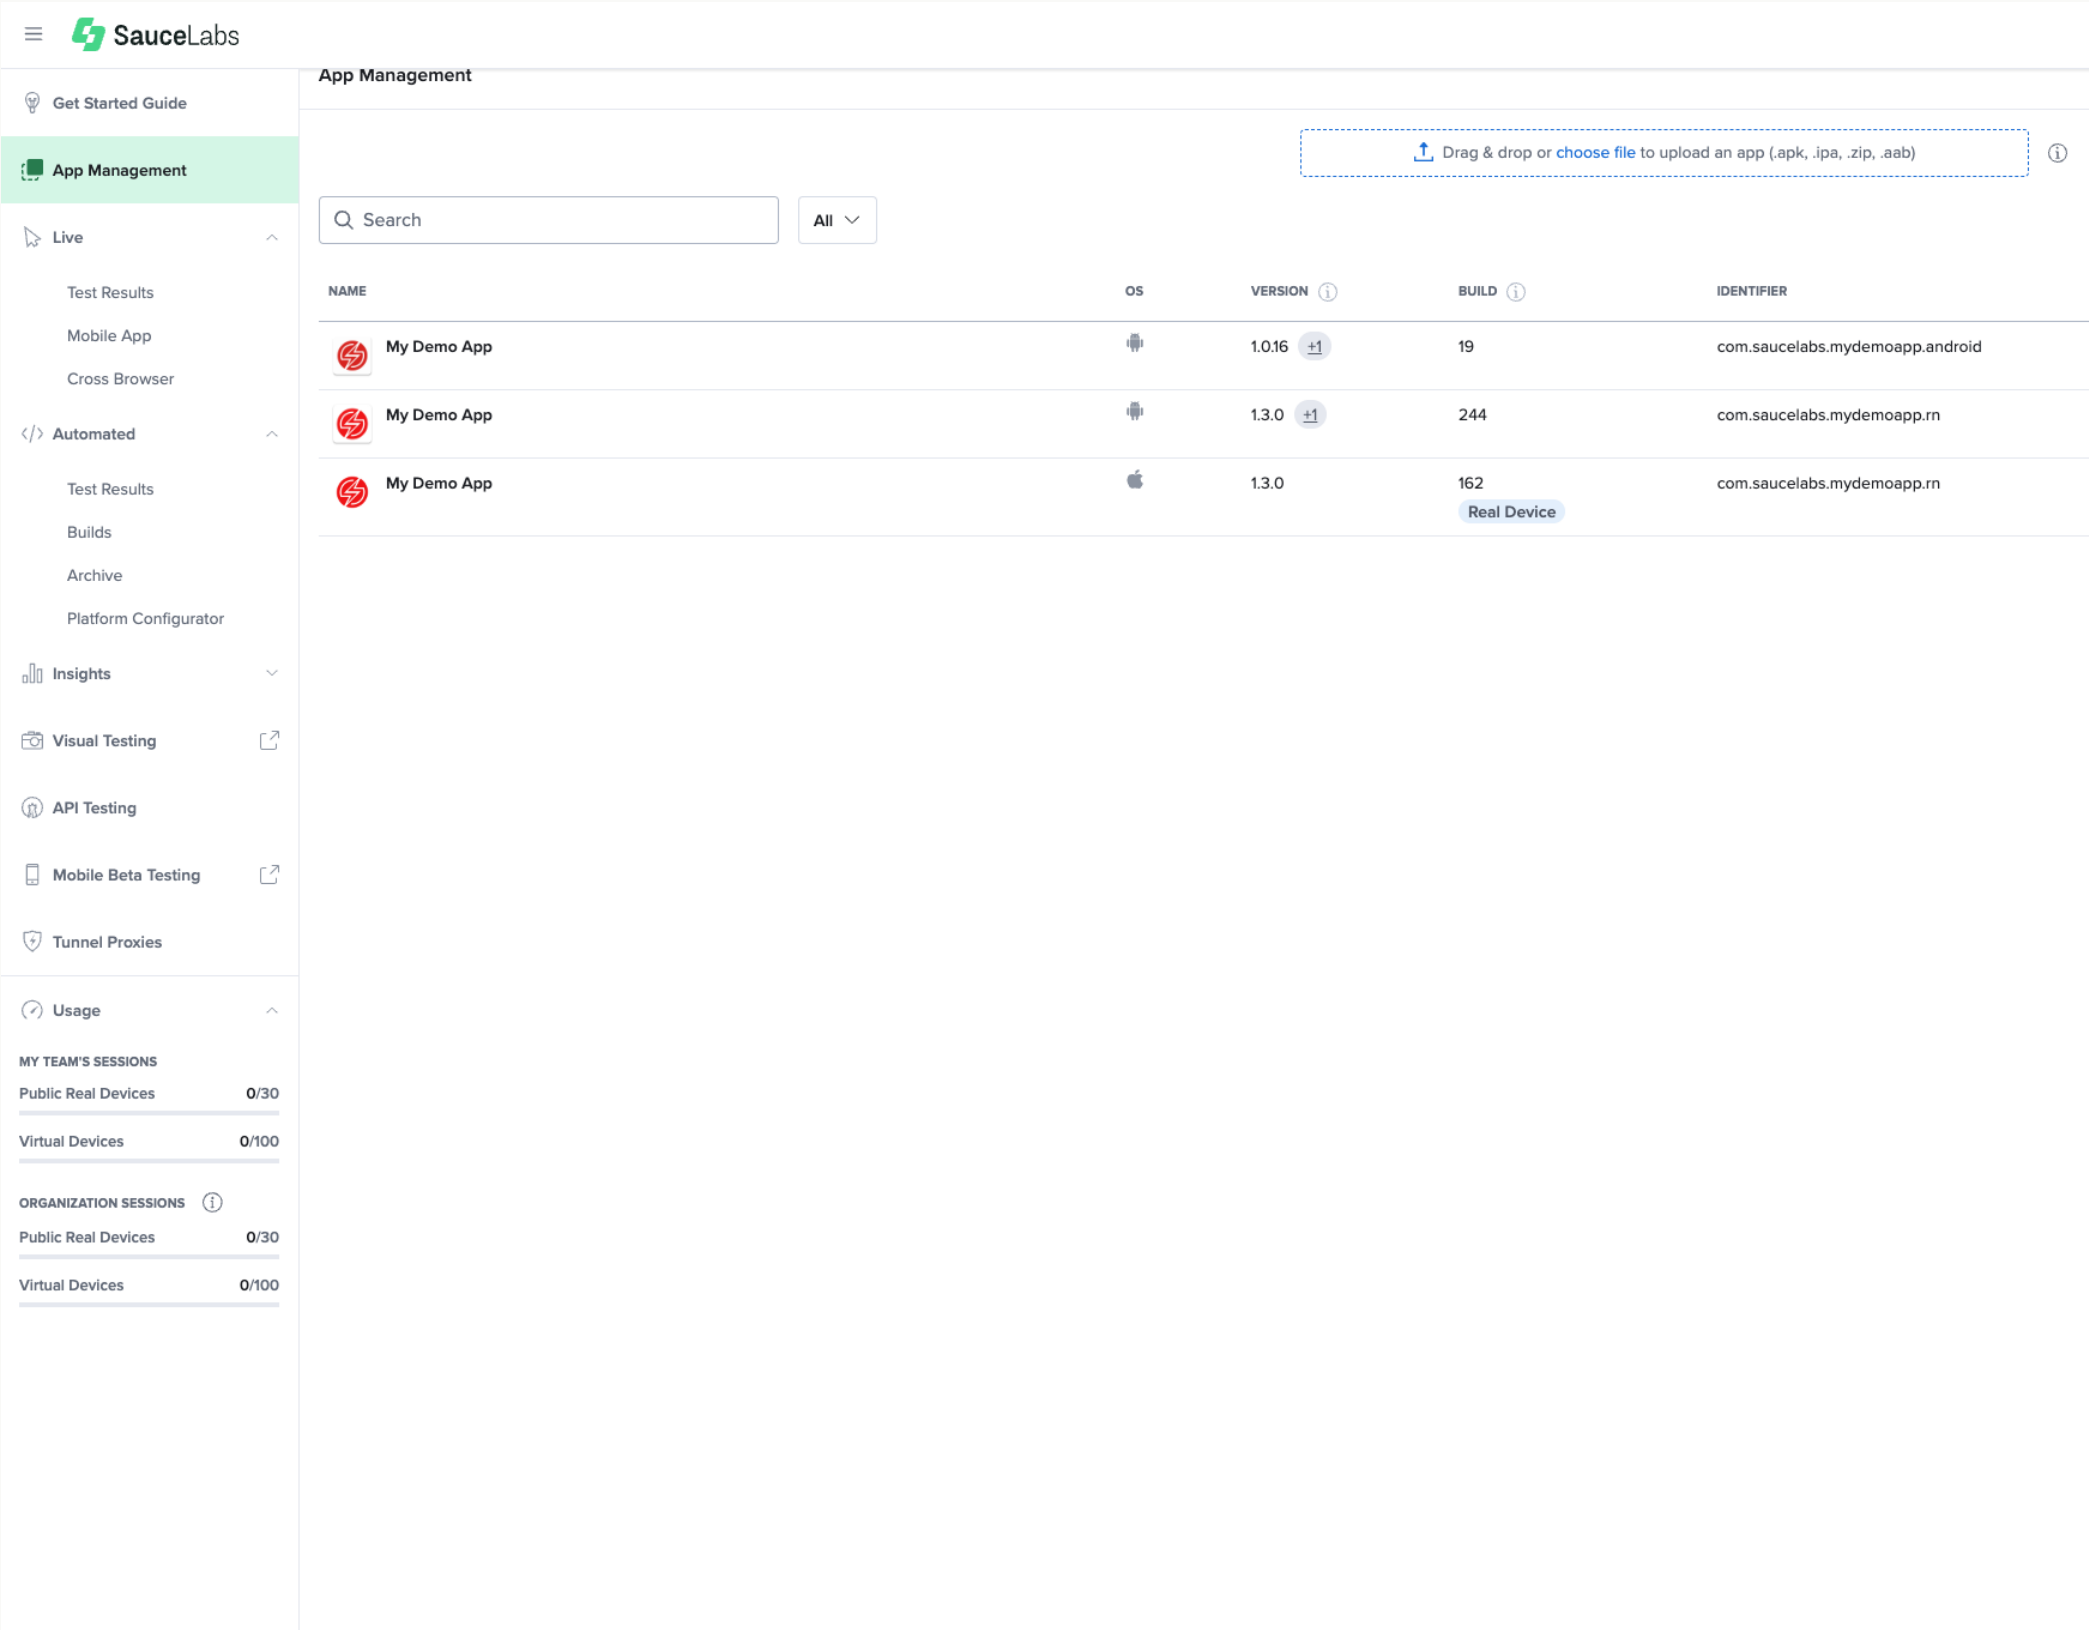 SauceLabs
App Management
Get Started Guide
App Management
Live
Test Results
Mobile App
Cross Browser
Automated
Test Results
Builds
Archive
Platform Configurator
Insights
Visual Testing
API Testing
Mobile Beta Testing
Tunnel Proxies
Usage
MY TEAM'S SESSIONS
Public Real Devices 0/30
Virtual Devices 0/100
ORGANIZATION SESSIONS
Public Real Devices 0/30
Virtual Devices 0/100
Drag & drop or choose file to upload an app (.apk, .ipa, .zip, .aab)
Search All
NAME OS VERSION BUILD IDENTIFIER
My Demo App 1.0.16 +1 19 com.saucelabs.mydemoapp.android
My Demo App 1.3.0 +1 244 com.saucelabs.mydemoapp.rn
My Demo App 1.3.0 162 com.saucelabs.mydemoapp.rn
Real Device